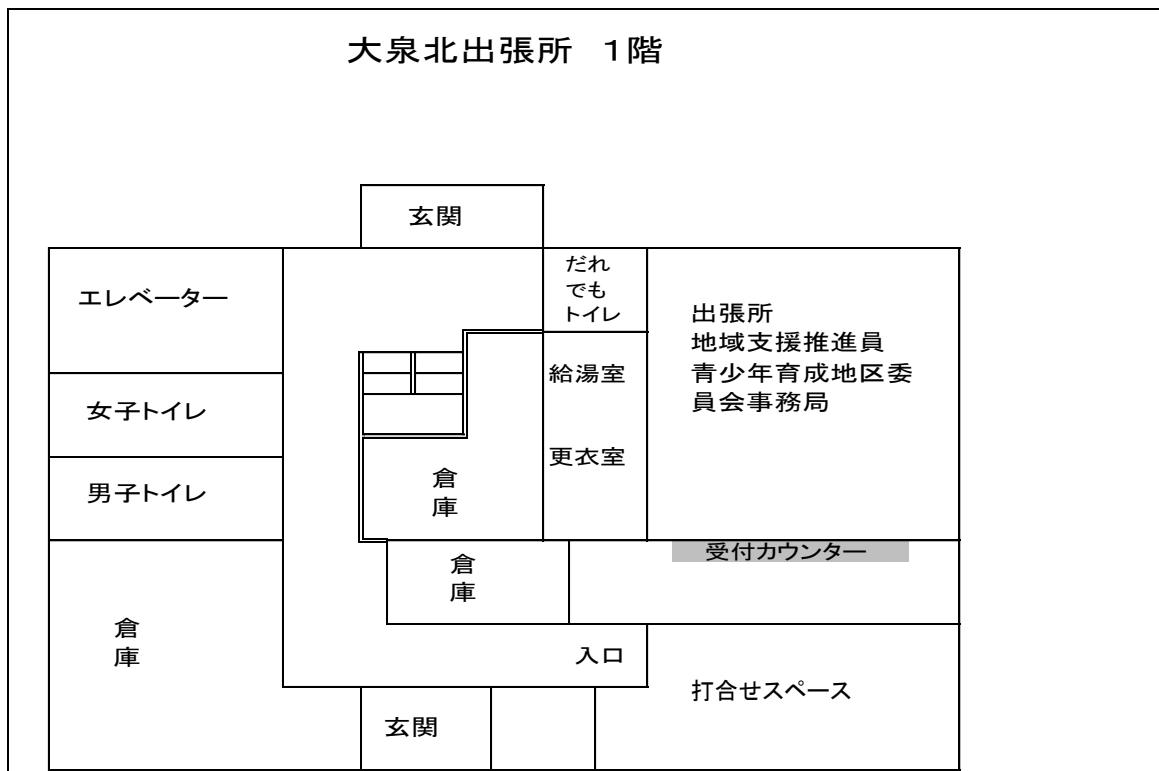 大泉北出張所 1階
玄関
エレベーター
だれ
でも
トイレ
出張所
地域支援推進員
青少年育成地区委
員会事務局
給湯室
女子トイレ
更衣室
男子トイレ
倉
庫
受付カウンター
倉
庫
倉
庫
入口
打合せスペース
玄関